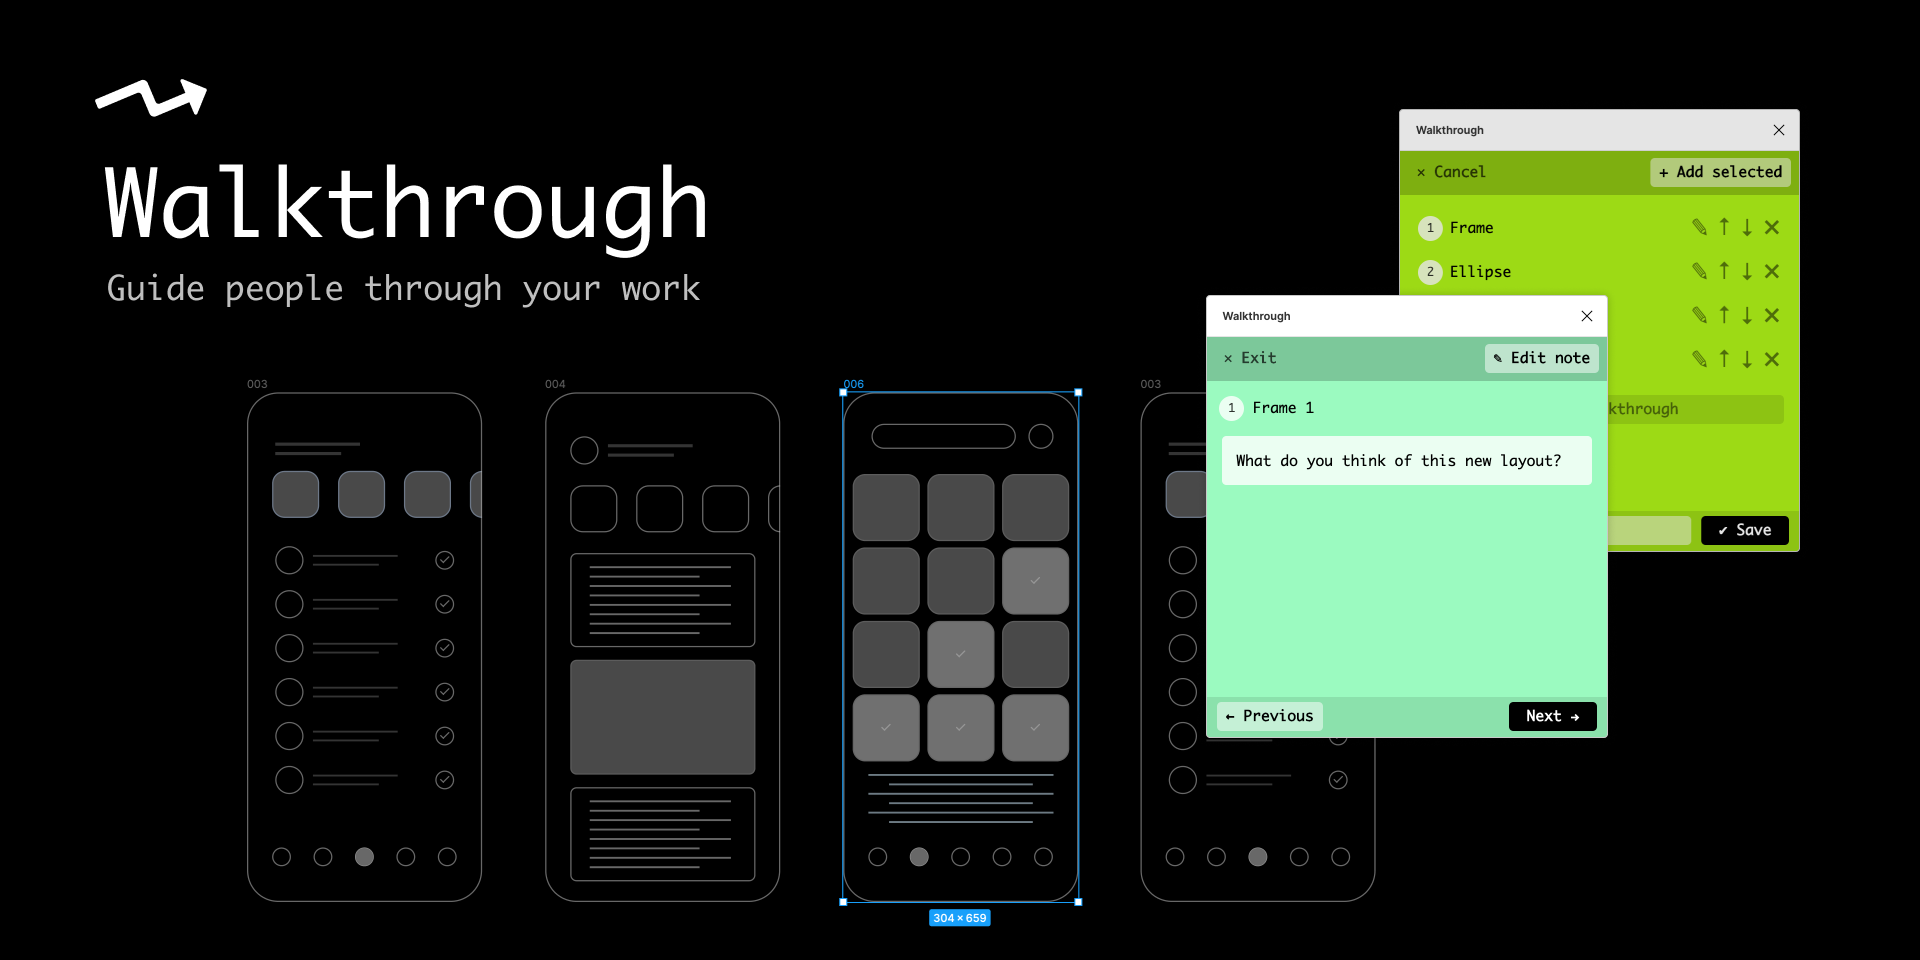 Walkthrough
Guide people through your work
Walkthrough
× Cancel
+ Add selected
1 Frame
2 Ellipse
kthrough
✔ Save
Walkthrough
× Exit
✎ Edit note
1 Frame 1
What do you think of this new layout?
← Previous
Next →
003
004
006
003
304 × 659